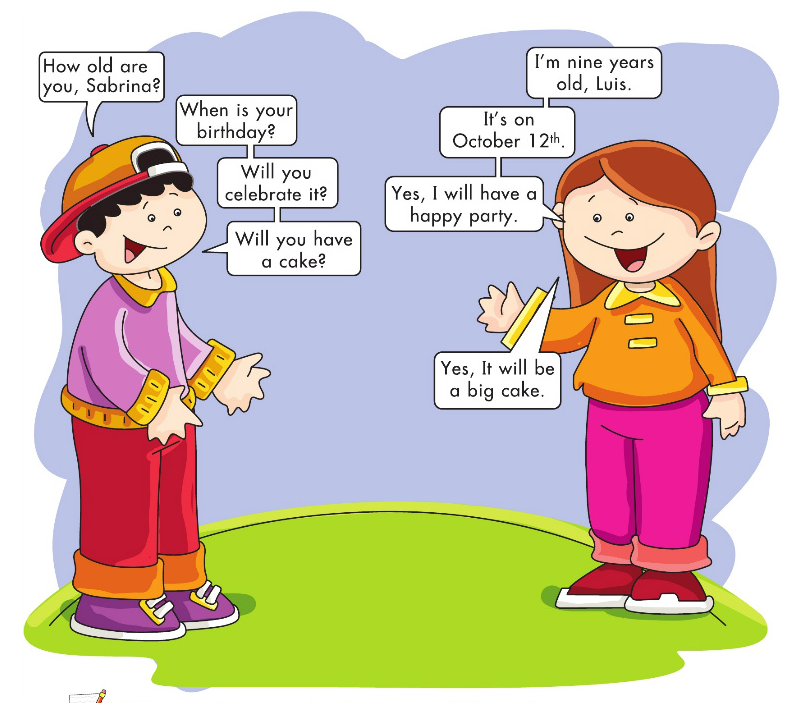 How old are
you, Sabrina?
I'm nine years
old, Luis.
When is your
birthday?
It's on
October 12th.
Will you
celebrate it?
Yes, I will have a
happy party.
Will you have
a cake?
Yes, It will be
a big cake.